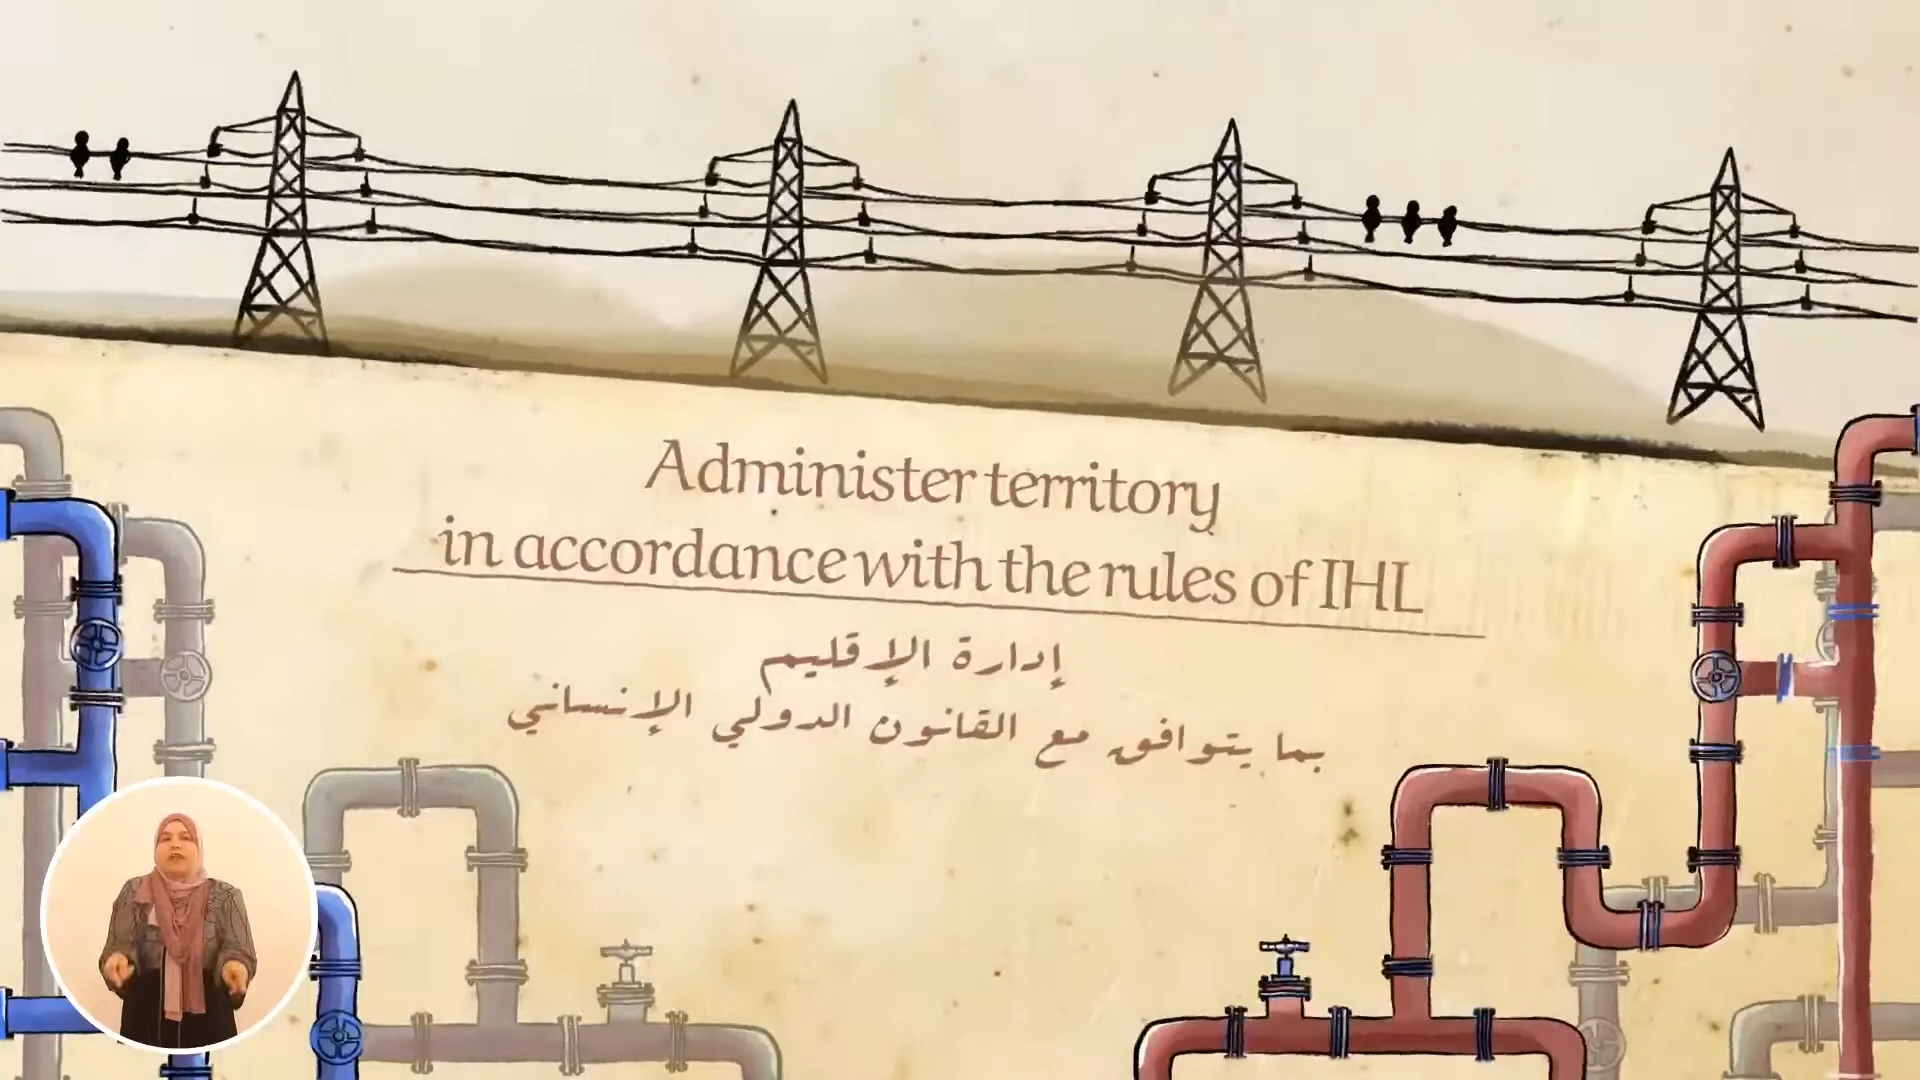 Administer territory
in accordance with the rules of IHL
إدارة الإقليم
بما يتوافق مع القانون الدولي الإنساني